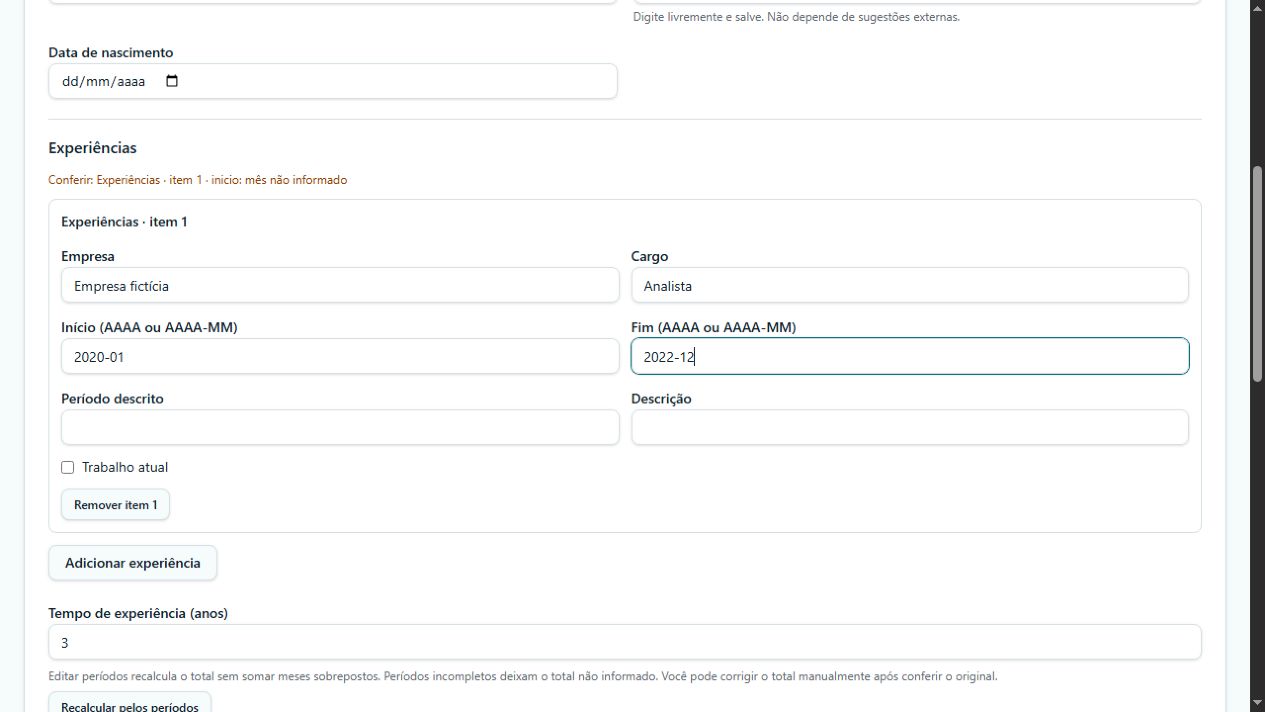 Digite livremente e salve. Não depende de sugestões externas.
Data de nascimento
dd/mm/aaaa
Experiências
Conferir: Experiências · item 1 · inicio: mês não informado
Experiências · item 1
Empresa
Cargo
Empresa fictícia
Analista
Início (AAAA ou AAAA-MM)
Fim (AAAA ou AAAA-MM)
2020-01
2022-12
Período descrito
Descrição
Trabalho atual
Remover item 1
Adicionar experiência
Tempo de experiência (anos)
3
Editar períodos recalcula o total sem somar meses sobrepostos. Períodos incompletos deixam o total não informado. Você pode corrigir o total manualmente após conferir o original.
Recalcular pelos períodos